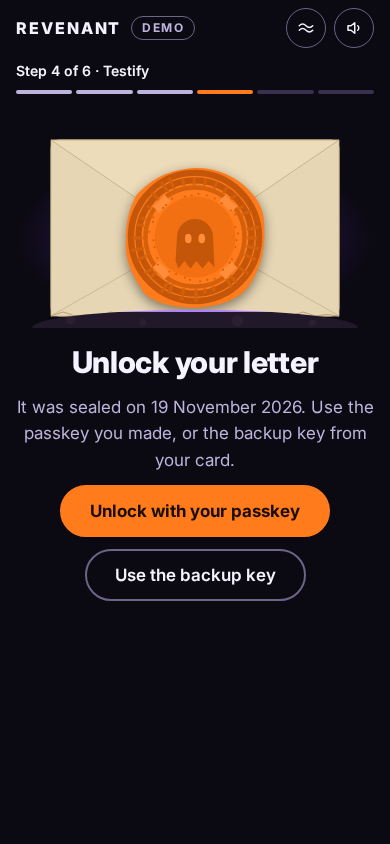 REVENANT DEMO
Step 4 of 6 · Testify
Unlock your letter
It was sealed on 19 November 2026. Use the
passkey you made, or the backup key from
your card.
Unlock with your passkey
Use the backup key